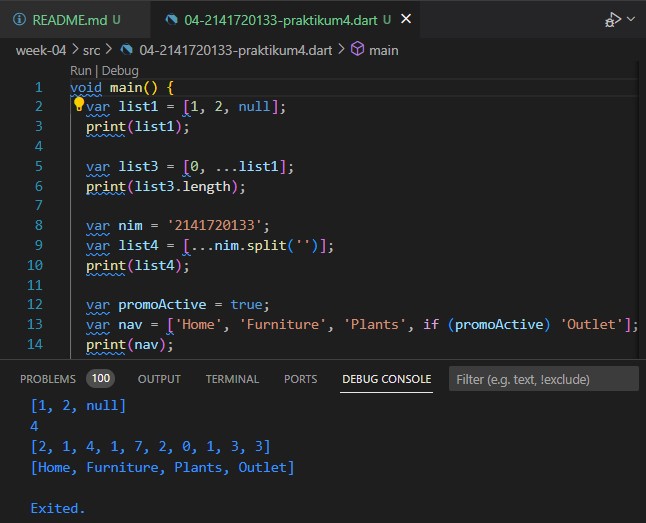 README.md U
04-2141720133-praktikum4.dart U
week-04 > src > 04-2141720133-praktikum4.dart > main
Run | Debug
1 void main() {
2 var list1 = [1, 2, null];
3 print(list1);
4
5 var list3 = [0, ...list1];
6 print(list3.length);
7
8 var nim = '2141720133';
9 var list4 = [...nim.split('')];
10 print(list4);
11
12 var promoActive = true;
13 var nav = ['Home', 'Furniture', 'Plants', if (promoActive) 'Outlet'];
14 print(nav);
PROBLEMS 100 OUTPUT TERMINAL PORTS DEBUG CONSOLE Filter (e.g. text, !exclude)
[1, 2, null]
4
[2, 1, 4, 1, 7, 2, 0, 1, 3, 3]
[Home, Furniture, Plants, Outlet]
Exited.